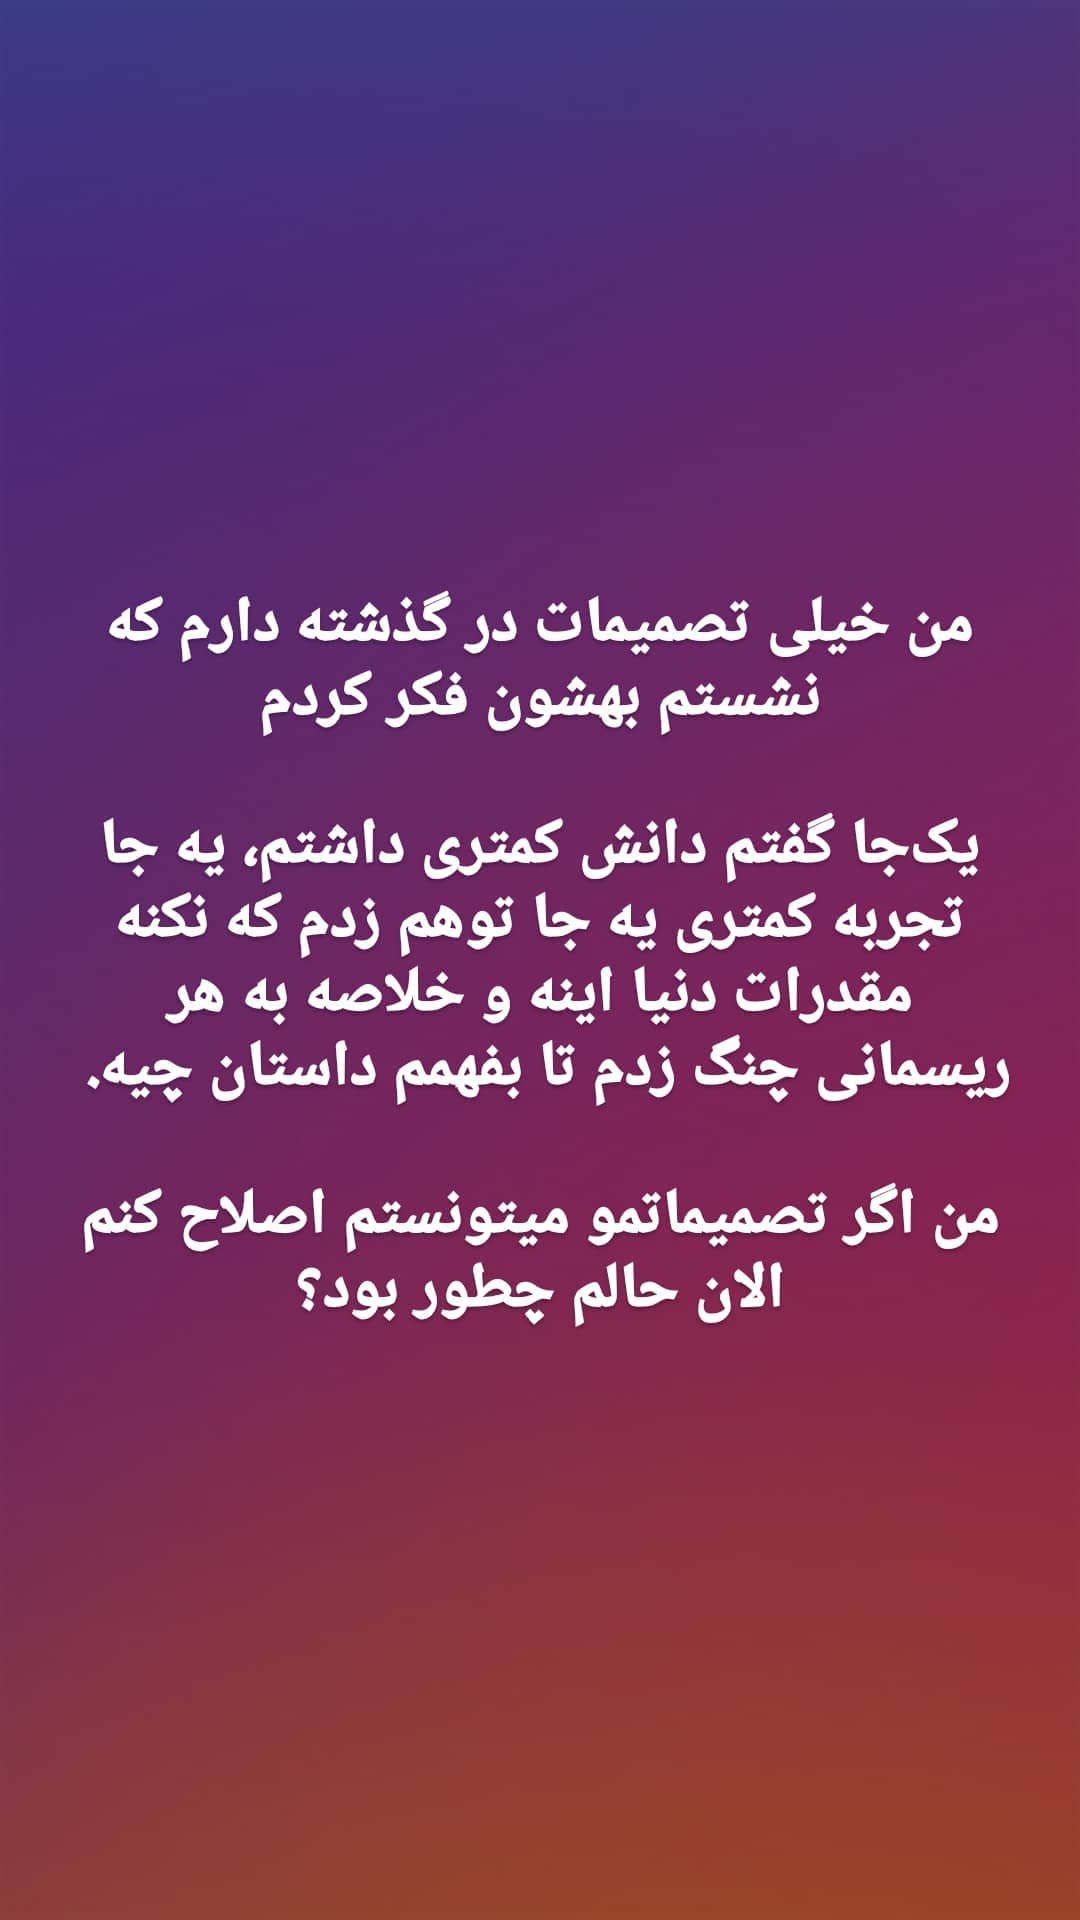 من خیلی تصمیمات در گذشته دارم که
نشستم بهشون فکر کردم
یک‌جا گفتم دانش کمتری داشتم، یه جا
تجربه کمتری یه جا توهم زدم که نکنه
مقدرات دنیا اینه و خلاصه به هر
ریسمانی چنگ زدم تا بفهمم داستان چیه.
من اگر تصمیماتمو میتونستم اصلاح کنم
الان حالم چطور بود؟